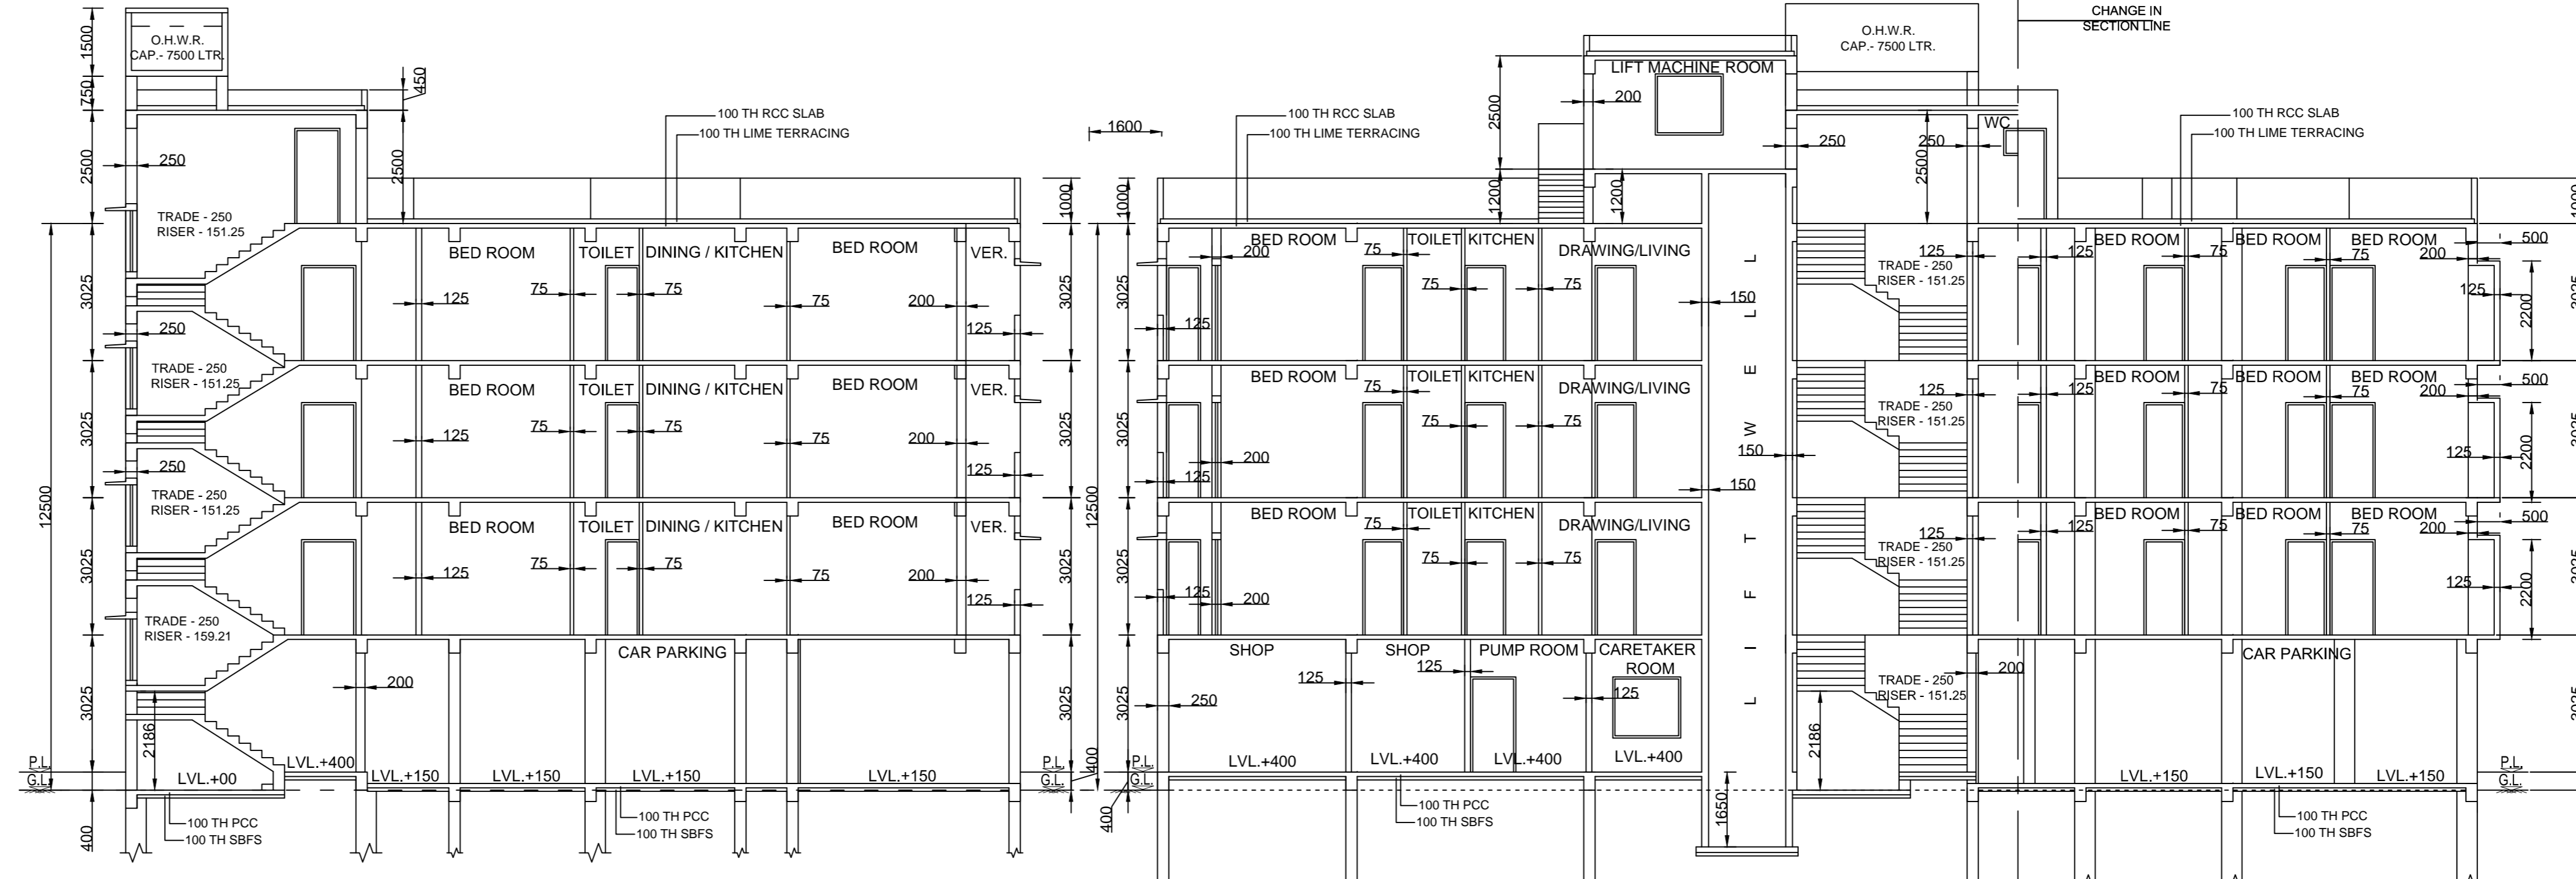 O.H.W.R.
CAP.- 7500 LTR.
1500
750
450
2500
2500
250
TRADE - 250
RISER - 151.25
100 TH RCC SLAB
100 TH LIME TERRACING
1000
12500
3025
3025
BED ROOM
TOILET
DINING / KITCHEN
BED ROOM
VER.
125
75
75
75
200
125
250
TRADE - 250
RISER - 151.25
3025
3025
BED ROOM
TOILET
DINING / KITCHEN
BED ROOM
VER.
125
75
75
75
200
125
250
TRADE - 250
RISER - 151.25
3025
3025
BED ROOM
TOILET
DINING / KITCHEN
BED ROOM
VER.
125
75
75
75
200
125
TRADE - 250
RISER - 159.21
3025
3025
CAR PARKING
200
2186
P.L.
G.L.
LVL.+00
LVL.+400
LVL.+150
LVL.+150
LVL.+150
LVL.+150
P.L.
G.L.
400
400
100 TH PCC
100 TH SBFS
100 TH PCC
100 TH SBFS
CHANGE IN
SECTION LINE
O.H.W.R.
CAP.- 7500 LTR.
LIFT MACHINE ROOM
200
2500
1600
100 TH RCC SLAB
100 TH LIME TERRACING
100 TH RCC SLAB
100 TH LIME TERRACING
WC
250
250
2500
1000
1200
1200
1000
12500
3025
BED ROOM
TOILET
KITCHEN
DRAWING/LIVING
200
75
75
75
125
150
125
TRADE - 250
RISER - 151.25
125
BED ROOM
BED ROOM
BED ROOM
75
75
200
500
125
2200
3025
3025
BED ROOM
TOILET
KITCHEN
DRAWING/LIVING
75
75
75
200
125
150
150
125
TRADE - 250
RISER - 151.25
125
BED ROOM
BED ROOM
BED ROOM
75
75
200
500
125
2200
3025
3025
BED ROOM
TOILET
KITCHEN
DRAWING/LIVING
75
75
75
125
200
125
TRADE - 250
RISER - 151.25
125
BED ROOM
BED ROOM
BED ROOM
75
75
200
500
125
2200
3025
L I F T W E L L
3025
SHOP
SHOP
PUMP ROOM
CARETAKER
ROOM
125
125
125
250
TRADE - 250
RISER - 151.25
200
CAR PARKING
2186
3025
P.L.
G.L.
LVL.+400
LVL.+400
LVL.+400
LVL.+400
LVL.+150
LVL.+150
LVL.+150
P.L.
G.L.
400
1650
100 TH PCC
100 TH SBFS
100 TH PCC
100 TH SBFS